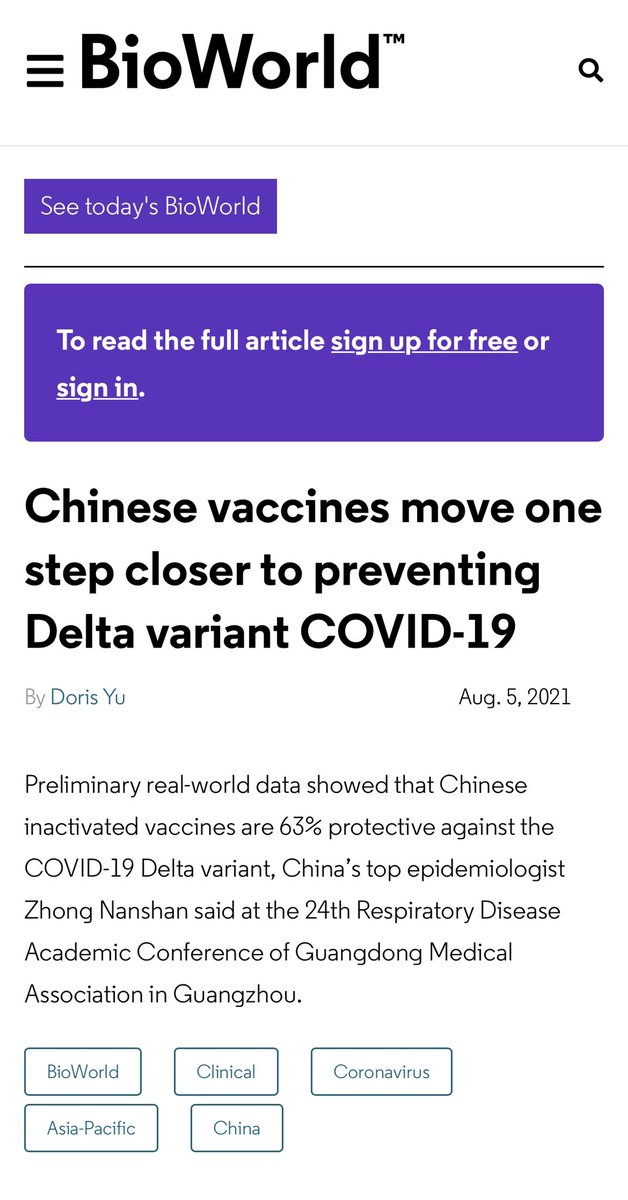 BioWorld™
See today's BioWorld
To read the full article sign up for free or
sign in.
Chinese vaccines move one
step closer to preventing
Delta variant COVID-19
By Doris Yu Aug. 5, 2021
Preliminary real-world data showed that Chinese
inactivated vaccines are 63% protective against the
COVID-19 Delta variant, China’s top epidemiologist
Zhong Nanshan said at the 24th Respiratory Disease
Academic Conference of Guangdong Medical
Association in Guangzhou.
BioWorld Clinical Coronavirus
Asia-Pacific China